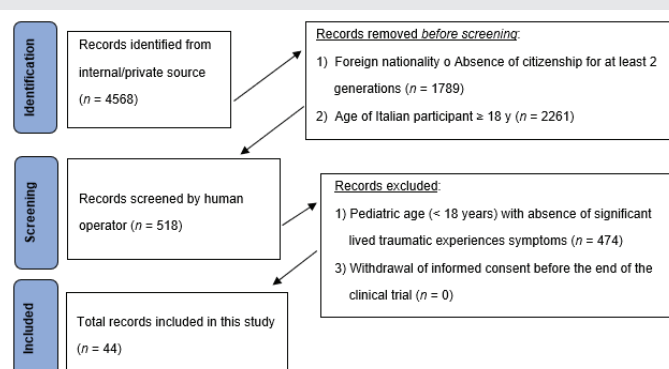 Identification
Records identified from
internal/private source
(n = 4568)
Records removed before screening:
1) Foreign nationality o Absence of citizenship for at least 2
generations (n = 1789)
2) Age of Italian participant ≥ 18 y (n = 2261)
Screening
Records screened by human
operator (n = 518)
Records excluded:
1) Pediatric age (< 18 years) with absence of significant
lived traumatic experiences symptoms (n = 474)
3) Withdrawal of informed consent before the end of the
clinical trial (n = 0)
Included
Total records included in this study
(n = 44)